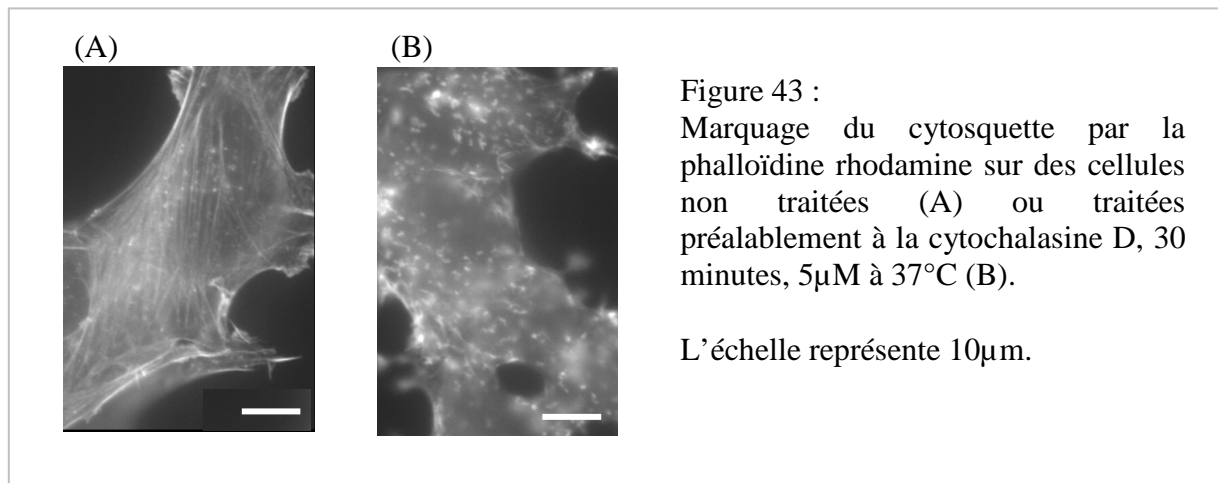 (A)
(B)
Figure 43 :
Marquage du cytosquette par la
phalloïdine rhodamine sur des cellules
non traitées (A) ou traitées
préalablement à la cytochalasine D, 30
minutes, 5µM à 37°C (B).
L'échelle représente 10µm.